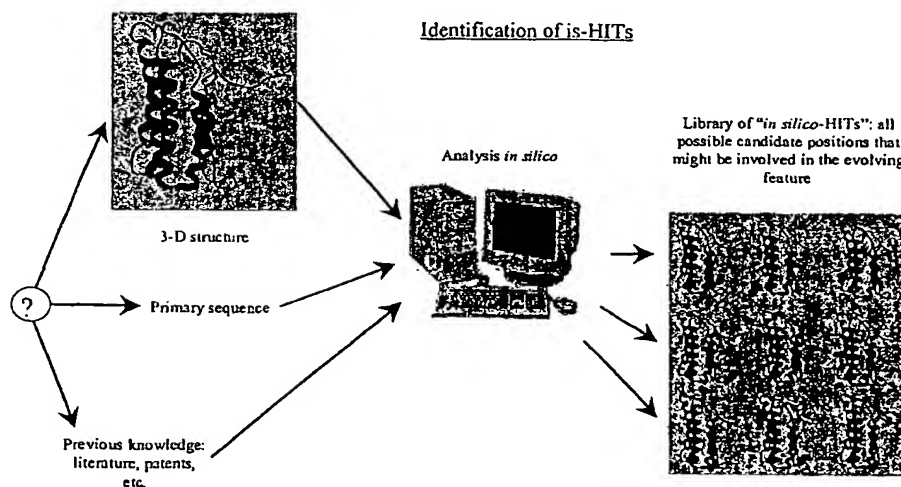 Identification of is-HITs
3-D structure
Analysis in silico
Library of "in silico-HITs": all
possible candidate positions that
might be involved in the evolving
feature
?
Primary sequence
Previous knowledge:
literature, patents,
etc.